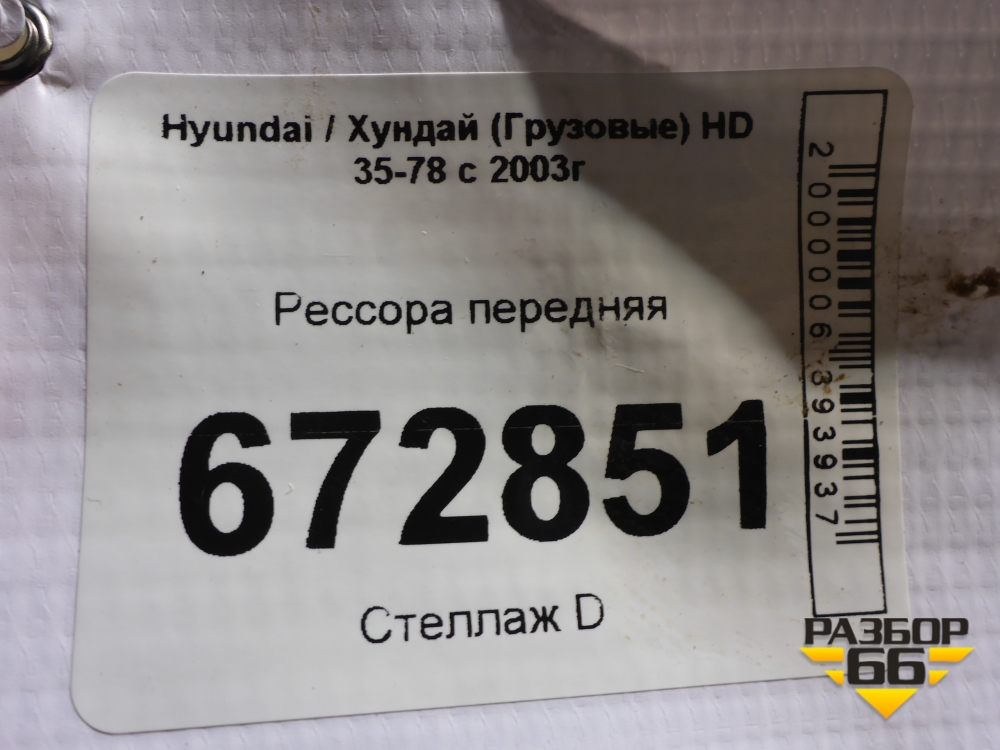 Hyundai / Хундай (Грузовые) HD
35-78 с 2003г
Рессора передняя
672851
Стеллаж D
2000006393937
РАЗБОР
66